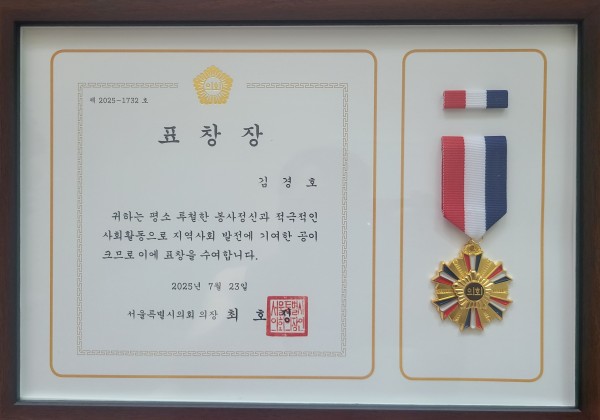 의회
제 2025-1732 호
표 창 장
김 경 호
귀하는 평소 투철한 봉사정신과 적극적인
사회활동으로 지역사회 발전에 기여한 공이
크므로 이에 표창을 수여합니다.
2025년 7월 23일
서울특별시의회 의장 최 호 정
의회